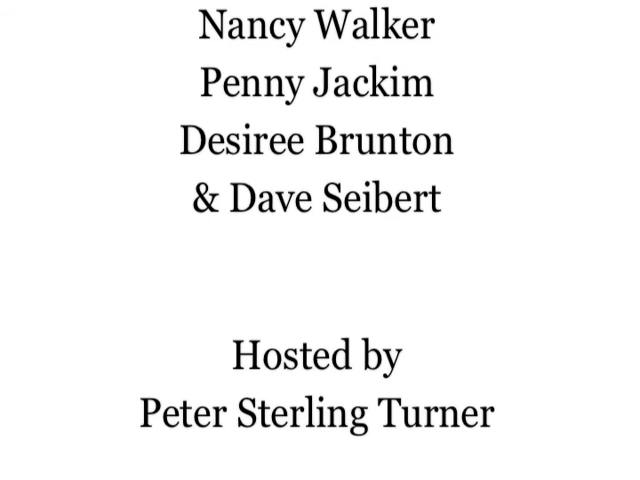 Nancy Walker
Penny Jackim
Desiree Brunton
& Dave Seibert
Hosted by
Peter Sterling Turner